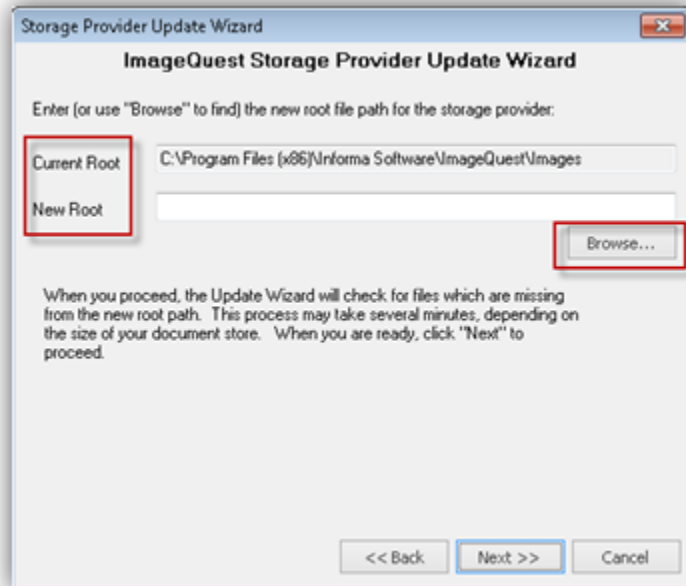 Storage Provider Update Wizard
ImageQuest Storage Provider Update Wizard
Enter (or use "Browse" to find) the new root file path for the storage provider:
Current Root C:\Program Files (x86)\Informa Software\ImageQuest\Images
New Root
Browse...
When you proceed, the Update Wizard will check for files which are missing
from the new root path. This process may take several minutes, depending on
the size of your document store. When you are ready, click "Next" to
proceed.
<< Back Next >> Cancel